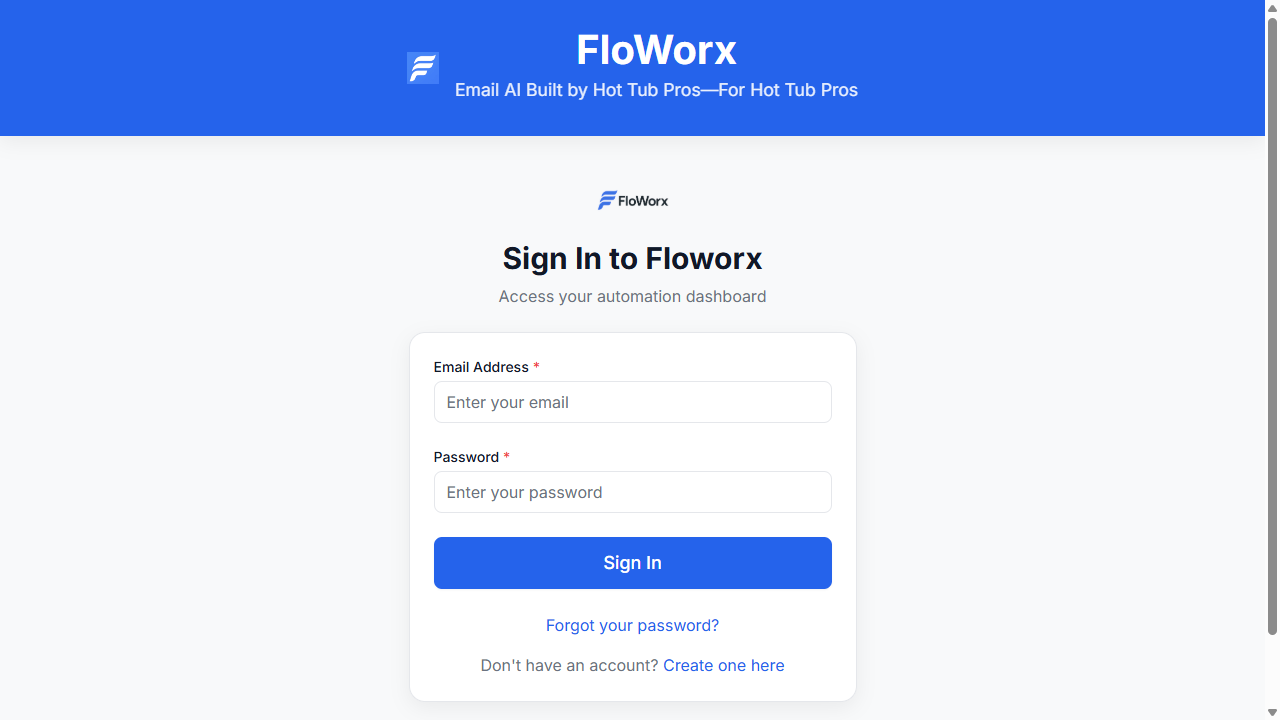 FloWorx
Email AI Built by Hot Tub Pros—For Hot Tub Pros
FloWorx
Sign In to Floworx
Access your automation dashboard
Email Address *
Enter your email
Password *
Enter your password
Sign In
Forgot your password?
Don't have an account? Create one here